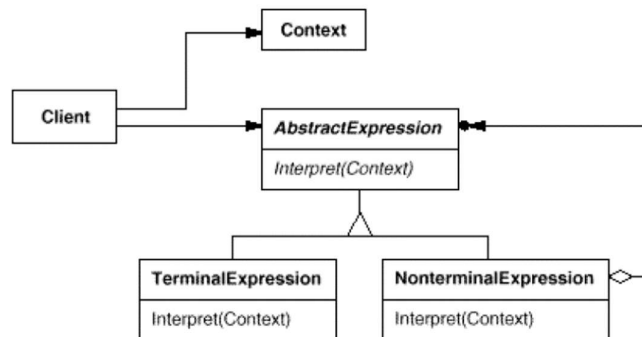 Context
Client
AbstractExpression
Interpret(Context)
TerminalExpression
Interpret(Context)
NonterminalExpression
Interpret(Context)